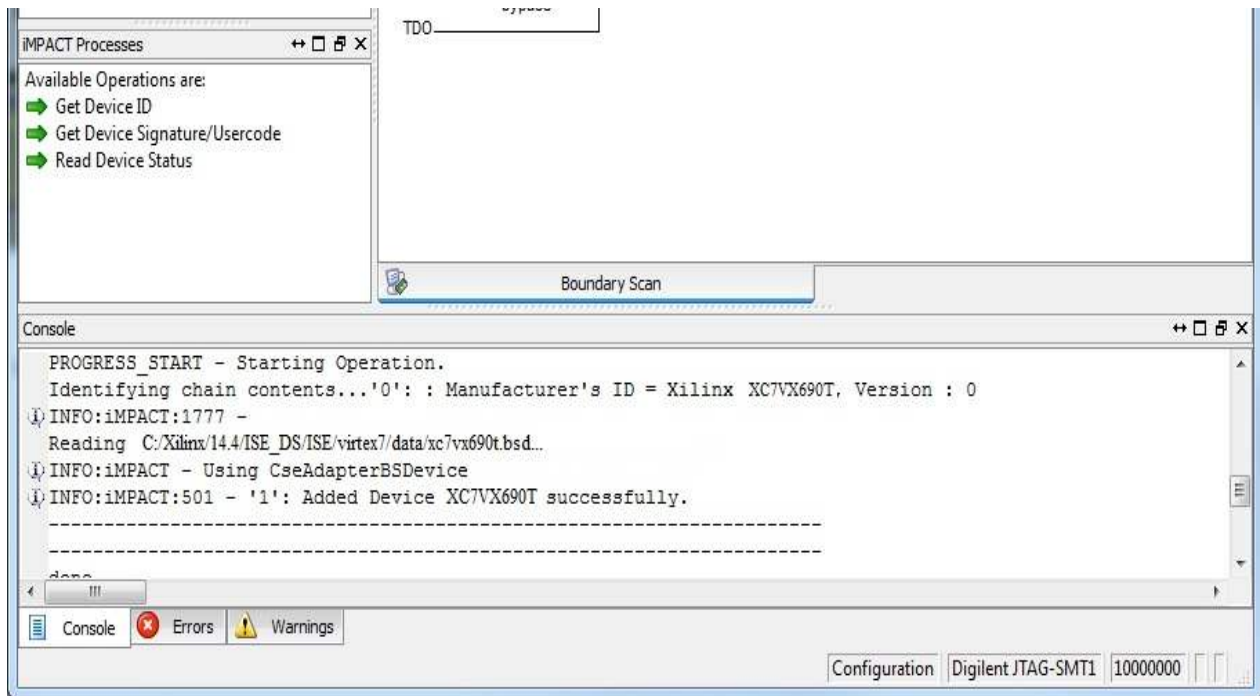 bypass
TDO
iMPACT Processes
Available Operations are:
Get Device ID
Get Device Signature/Usercode
Read Device Status
Boundary Scan
Console
PROGRESS_START - Starting Operation.
Identifying chain contents...'0': : Manufacturer's ID = Xilinx XC7VX690T, Version : 0
INFO:iMPACT:1777 -
Reading C:/Xilinx/14.4/ISE_DS/ISE/virtex7/data/xc7vx690t.bsd...
INFO:iMPACT - Using CseAdapterBSDevice
INFO:iMPACT:501 - '1': Added Device XC7VX690T successfully.
----------------------------------------------------------------------
----------------------------------------------------------------------
done
Console Errors Warnings
Configuration Digilent JTAG-SMT1 10000000